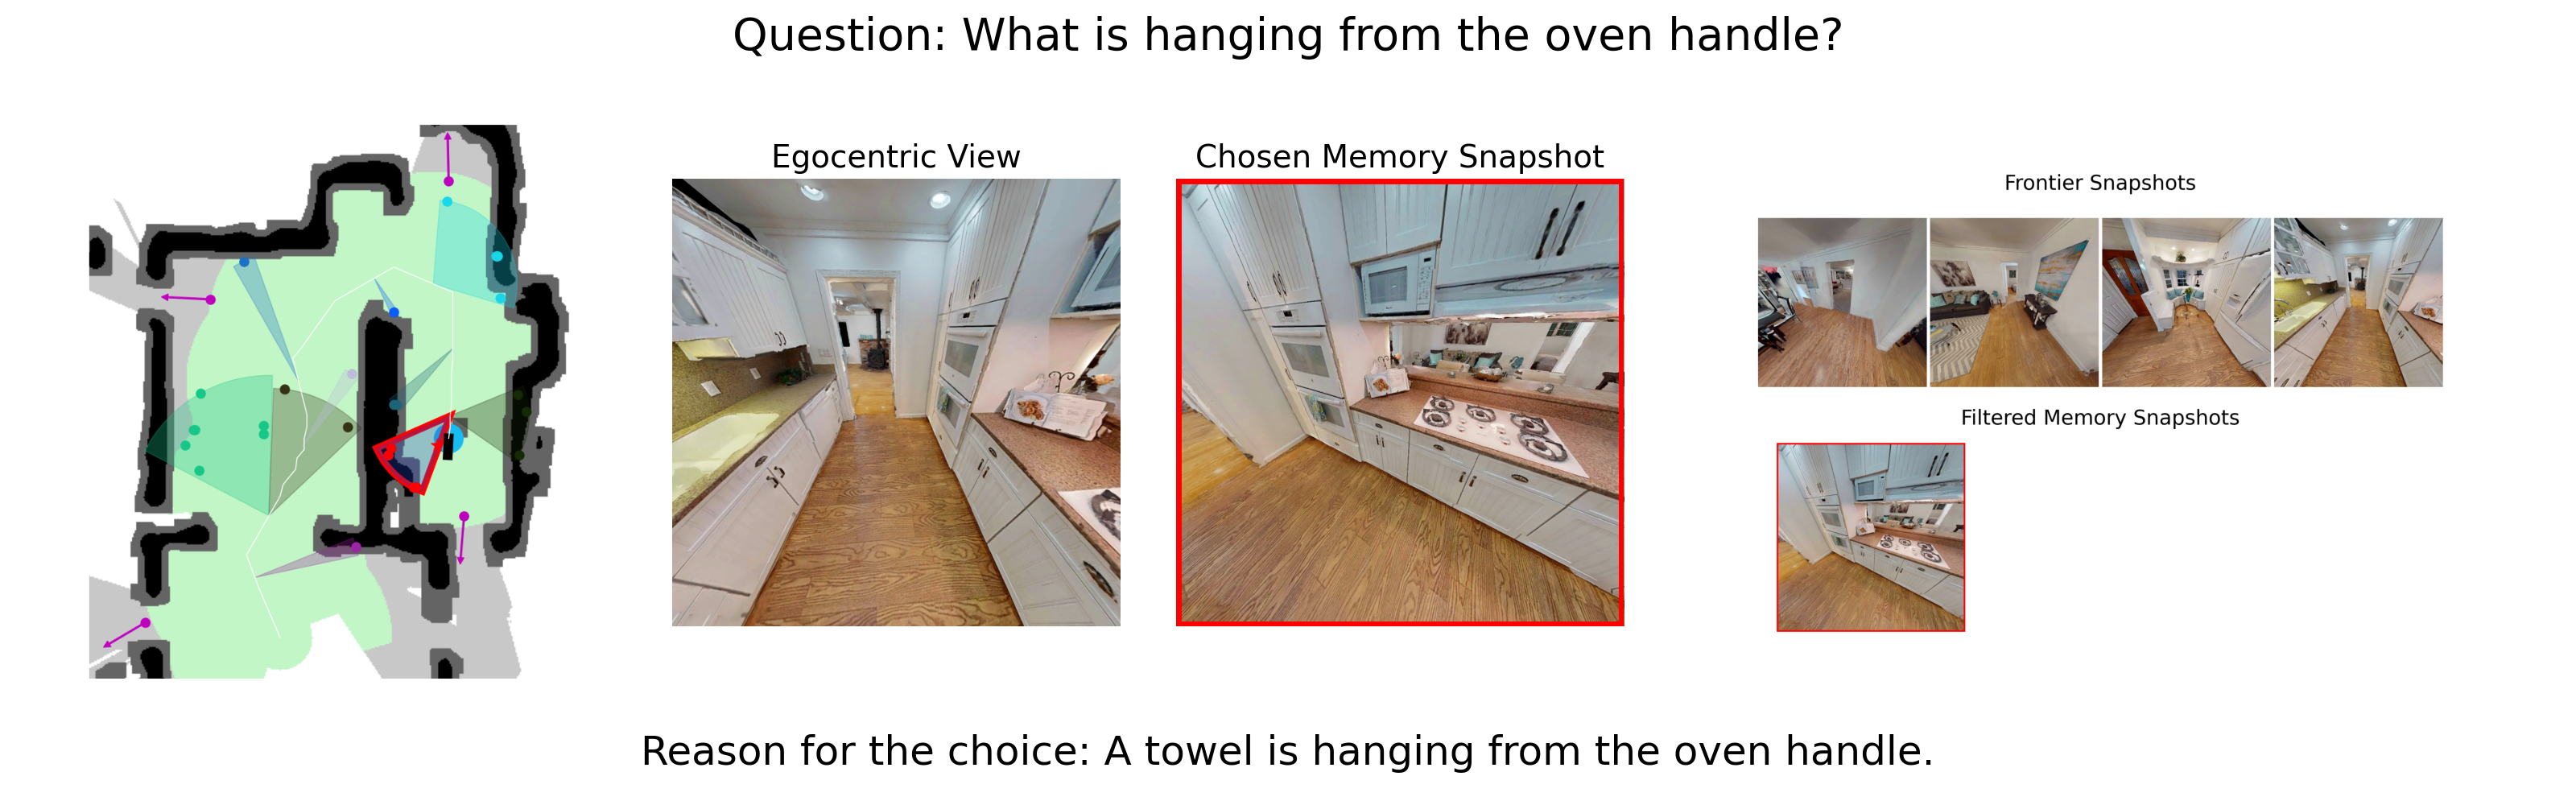 Question: What is hanging from the oven handle?
Egocentric View
Chosen Memory Snapshot
Frontier Snapshots
Filtered Memory Snapshots
Reason for the choice: A towel is hanging from the oven handle.